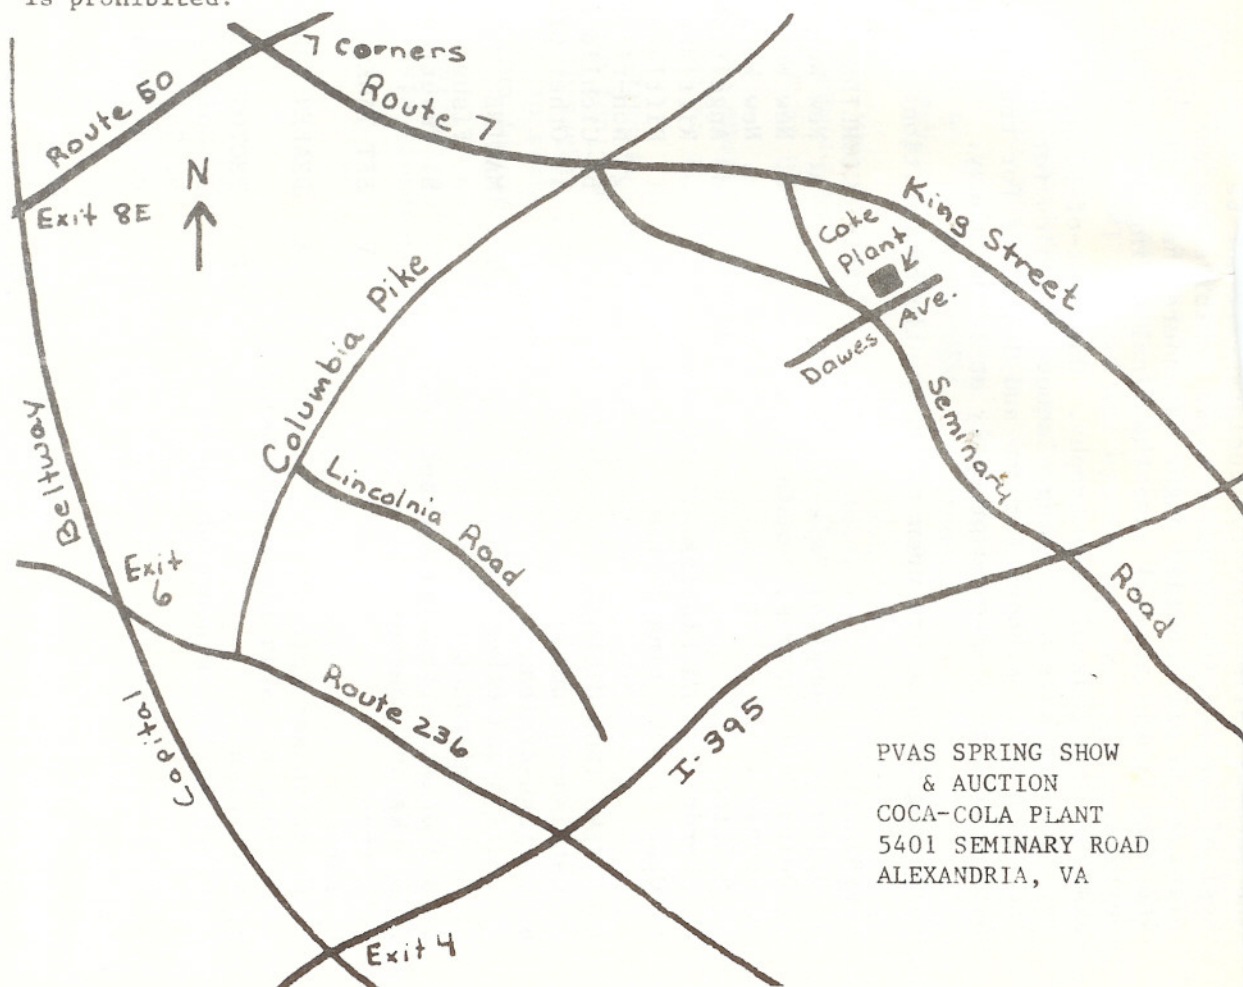 is prohibited.
7 Corners
Route 50
Route 7
N
Exit 8E
King Street
Coke
Plant
Columbia Pike
Dawes Ave.
Seminary Road
Lincolnia Road
Capital Beltway
Exit
6
Route 236
I-395
Exit 4
PVAS SPRING SHOW
& AUCTION
COCA-COLA PLANT
5401 SEMINARY ROAD
ALEXANDRIA, VA